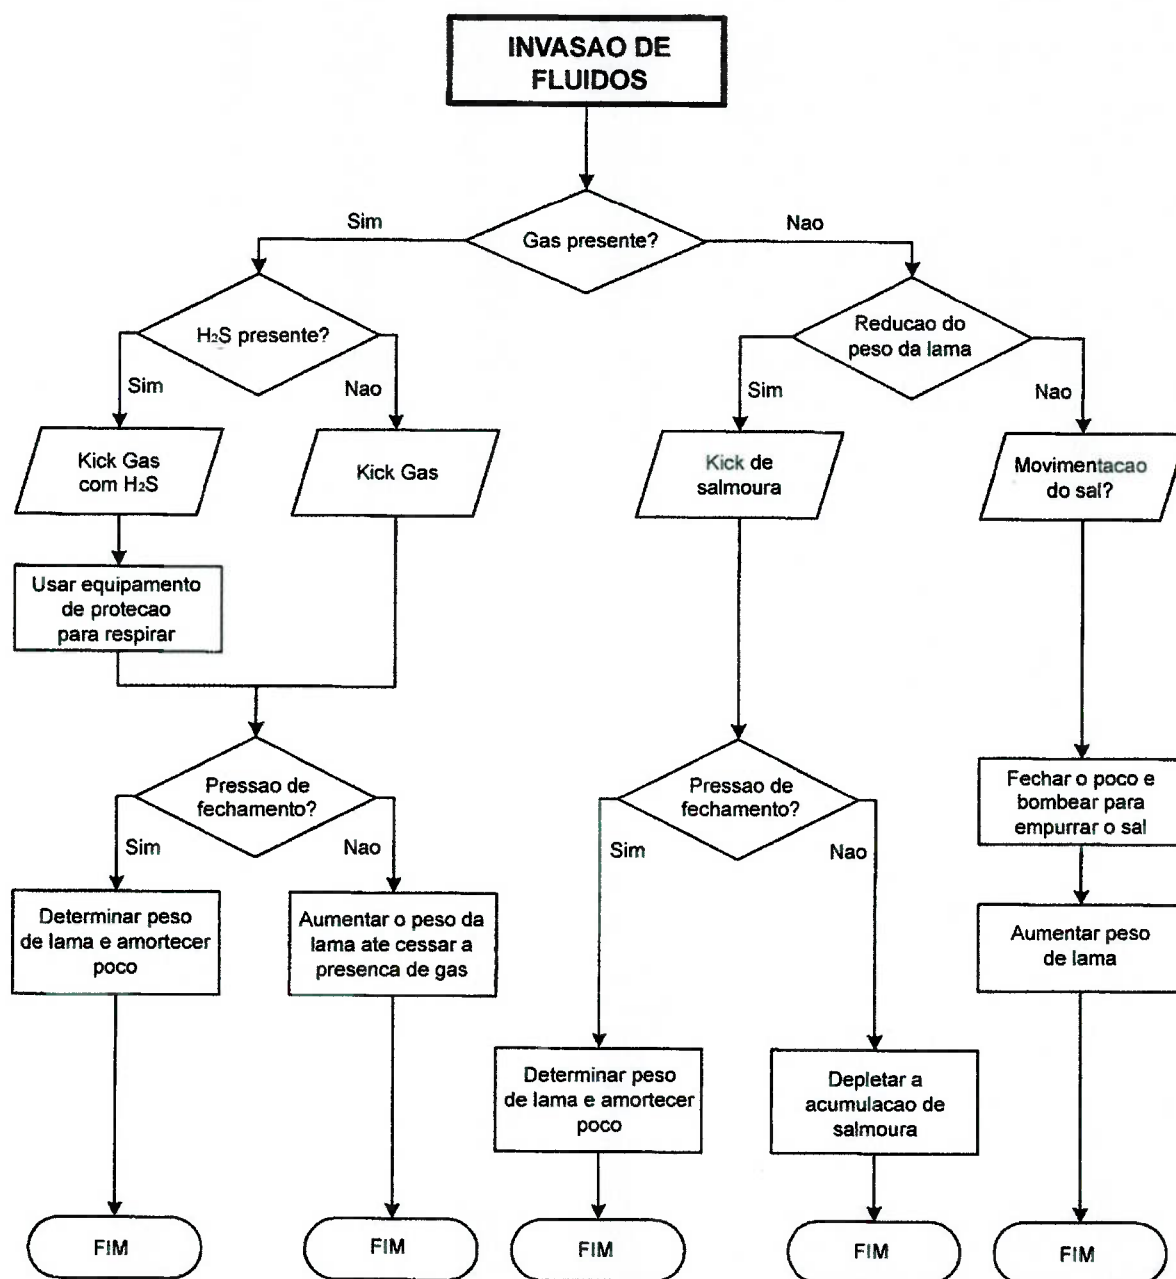 INVASAO DE
FLUIDOS
Sim
Gas presente?
Nao
H₂S presente?
Reducao do
peso da lama
Sim
Nao
Sim
Nao
Kick Gas
com H₂S
Kick Gas
Kick de
salmoura
Movimentacao
do sal?
Usar equipamento
de protecao
para respirar
Pressao de
fechamento?
Pressao de
fechamento?
Fechar o poco e
bombear para
empurrar o sal
Sim
Nao
Sim
Nao
Determinar peso
de lama e amortecer
poco
Aumentar o peso da
lama ate cessar a
presenca de gas
Aumentar peso
de lama
Determinar peso
de lama e amortecer
poco
Depletar a
acumulacao de
salmoura
FIM
FIM
FIM
FIM
FIM